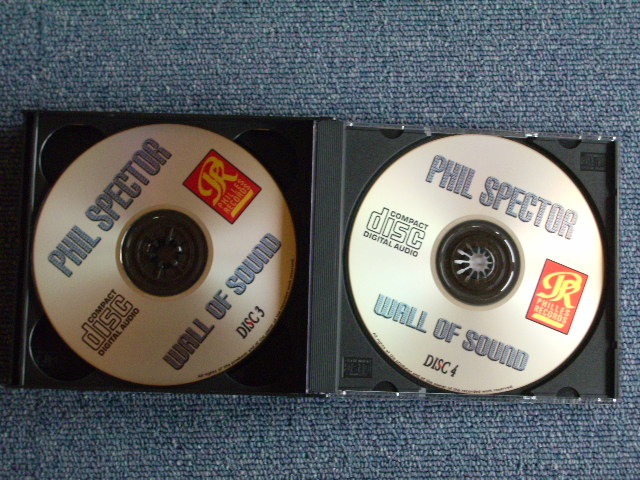 PHIL SPECTOR
PR
PHILLES
RECORDS
COMPACT
disc
DIGITAL AUDIO
WALL OF SOUND
DISC 3
PHIL SPECTOR
COMPACT
disc
DIGITAL AUDIO
PR
PHILLES
RECORDS
WALL OF SOUND
DISC 4